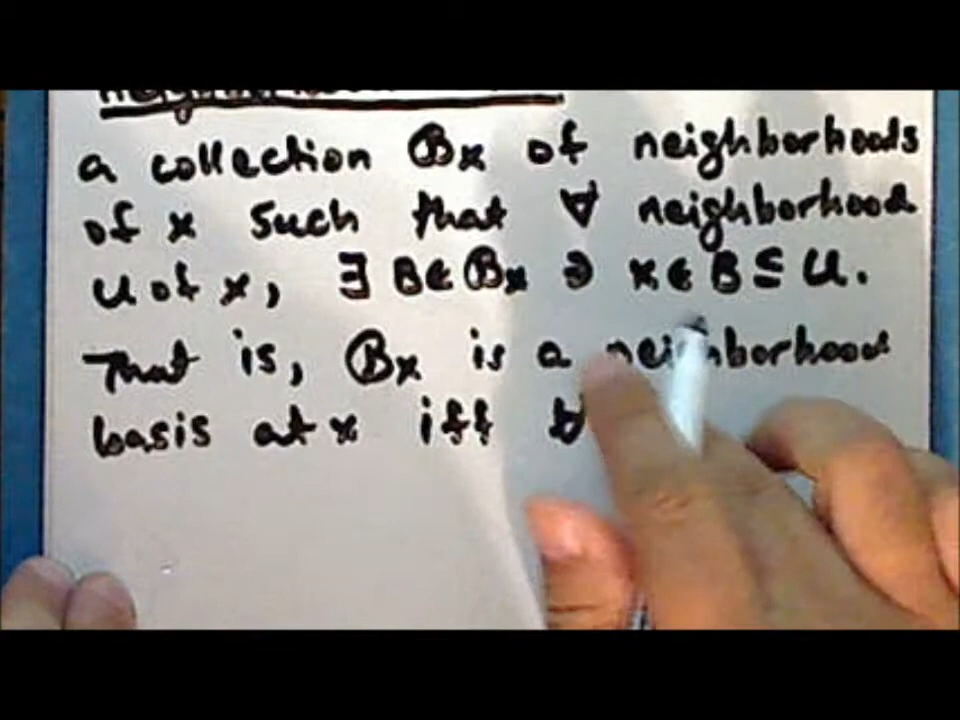 a collection ℬx of neighborhoods
of x such that ∀ neighborhood
U of x, ∃ B∈ ℬx ∋ x∈ B⊆ U.
That is, ℬx is a neighborhood
basis at x iff ∀